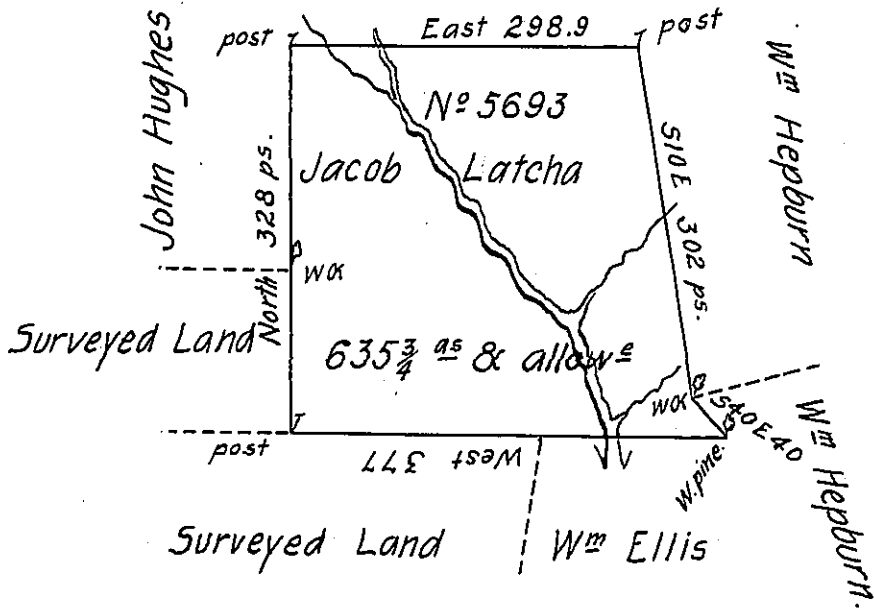 post
East 298.9
post
John Hughes
Wᵐ Hepburn
Nº 5693
Jacob Latcha
North 328 ps.
S10E 302 ps.
WO
Surveyed Land
635¾ ᵃˢ & allowᵉ
WO
S40E40
Wᵐ Hepburn.
post
West 377
W. pine.
Surveyed Land
Wᵐ Ellis